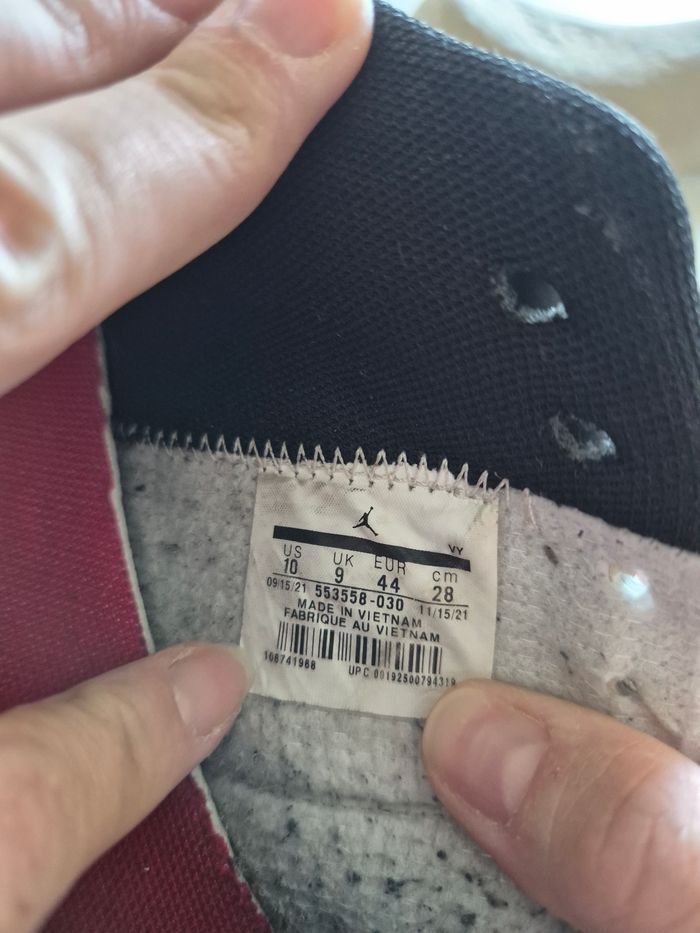 VY
US UK EUR cm
10 9 44 28
09/15/21 553558-030 11/15/21
MADE IN VIETNAM
FABRIQUE AU VIETNAM
106741968 UPC 00192500794319